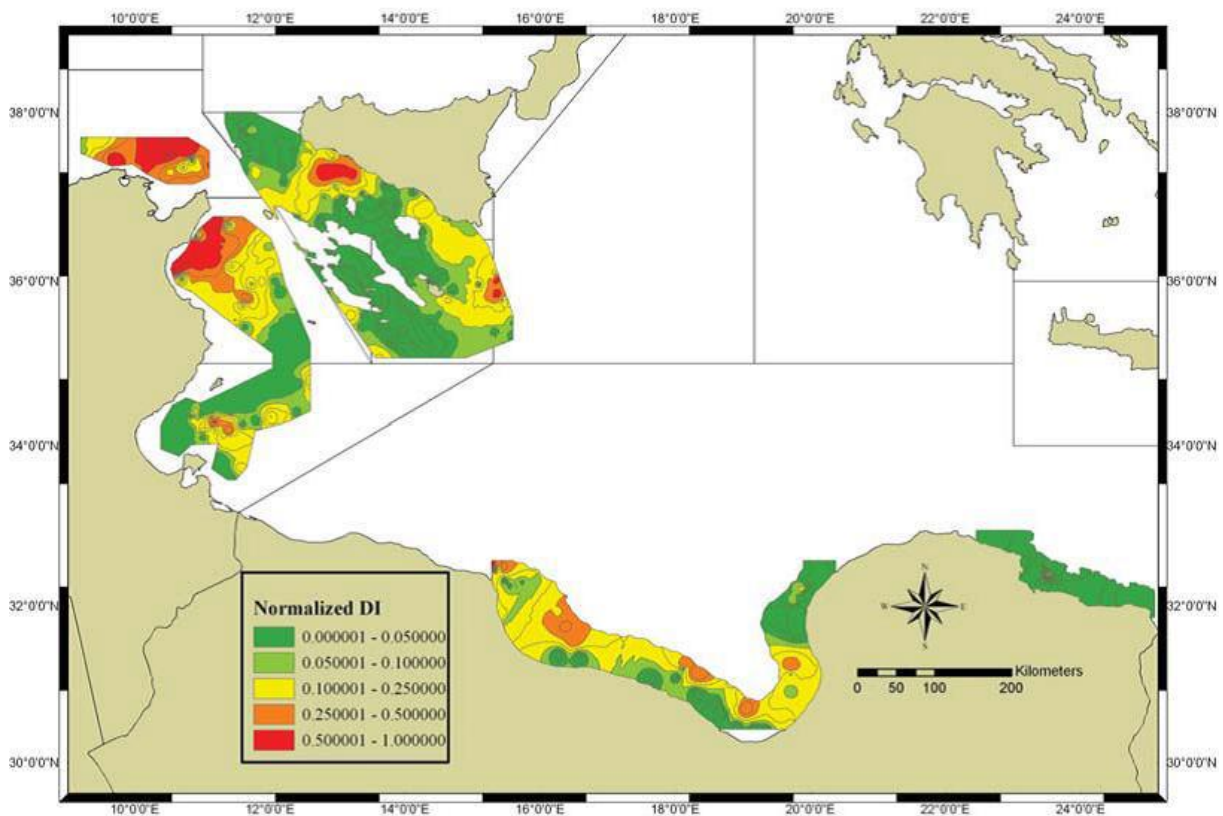 10°0'0"E 12°0'0"E 14°0'0"E 16°0'0"E 18°0'0"E 20°0'0"E 22°0'0"E 24°0'0"E
38°0'0"N 38°0'0"N
36°0'0"N 36°0'0"N
34°0'0"N 34°0'0"N
32°0'0"N 32°0'0"N
30°0'0"N 30°0'0"N
Normalized DI
0.000001 - 0.050000
0.050001 - 0.100000
0.100001 - 0.250000
0.250001 - 0.500000
0.500001 - 1.000000
N
W E
S
Kilometers
0 50 100 200
10°0'0"E 12°0'0"E 14°0'0"E 16°0'0"E 18°0'0"E 20°0'0"E 22°0'0"E 24°0'0"E